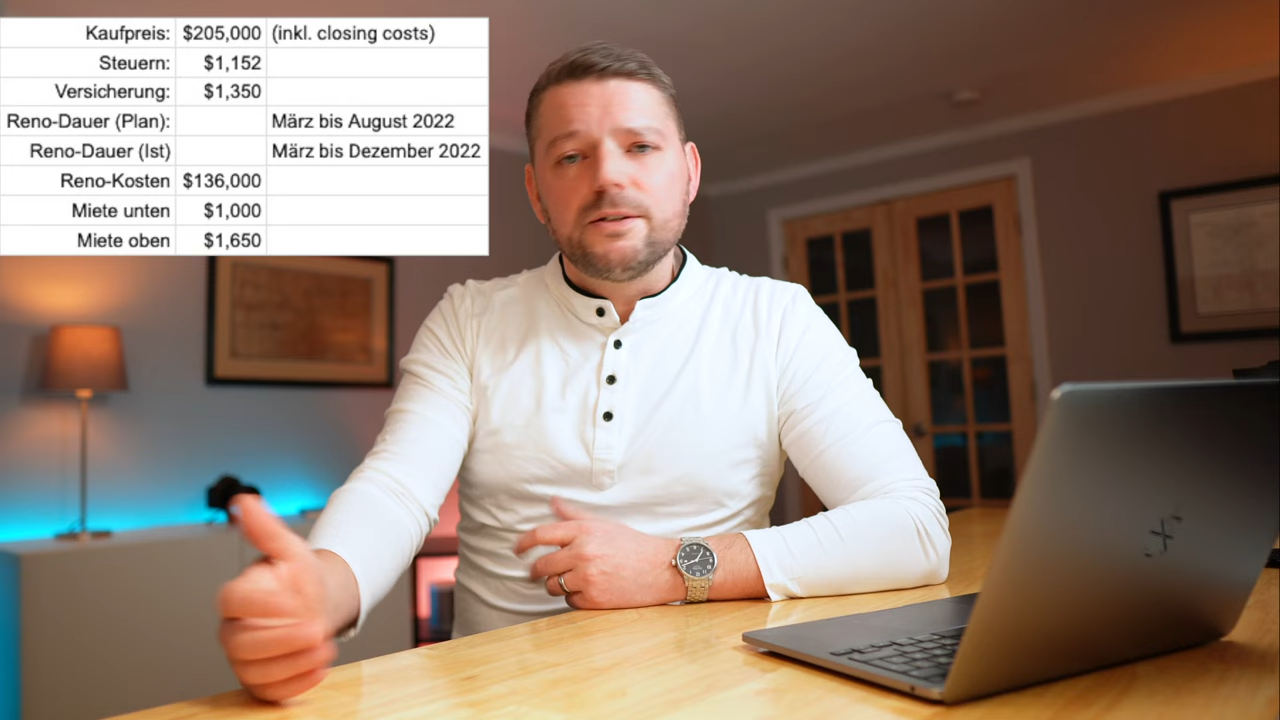 Kaufpreis: $205,000 (inkl. closing costs)
Steuern: $1,152
Versicherung: $1,350
Reno-Dauer (Plan): März bis August 2022
Reno-Dauer (Ist) März bis Dezember 2022
Reno-Kosten $136,000
Miete unten $1,000
Miete oben $1,650